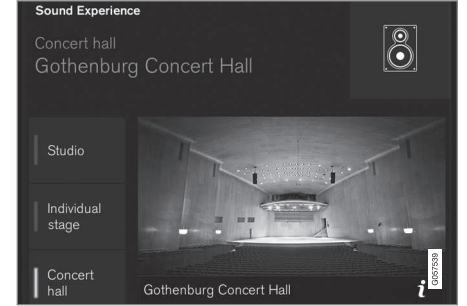 Sound Experience
Concert hall
Gothenburg Concert Hall
Studio
Individual
stage
Concert
hall
Gothenburg Concert Hall
i
G057539